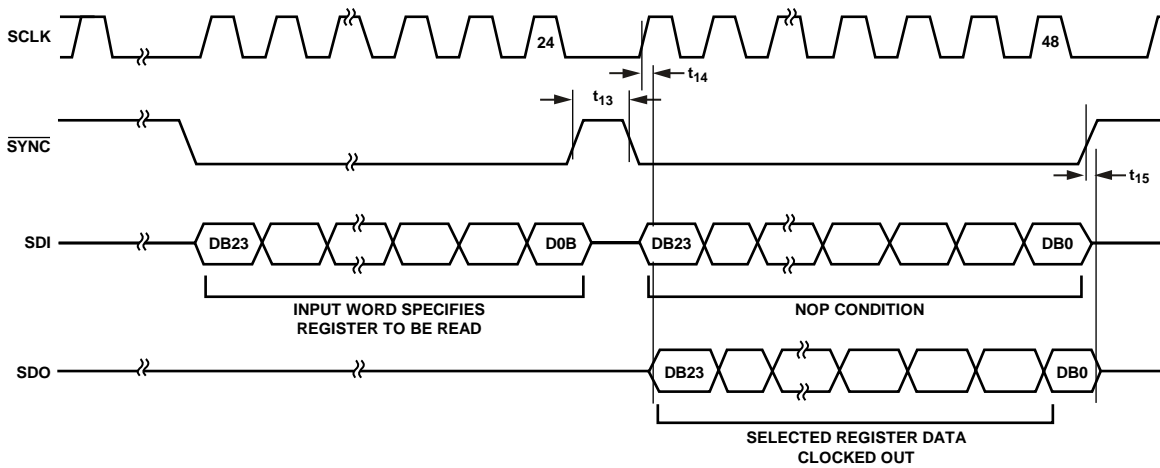 SCLK
24
48
t14
t13
SYNC
t15
SDI
DB23
D0B
DB23
DB0
INPUT WORD SPECIFIES
REGISTER TO BE READ
NOP CONDITION
SDO
DB23
DB0
SELECTED REGISTER DATA
CLOCKED OUT